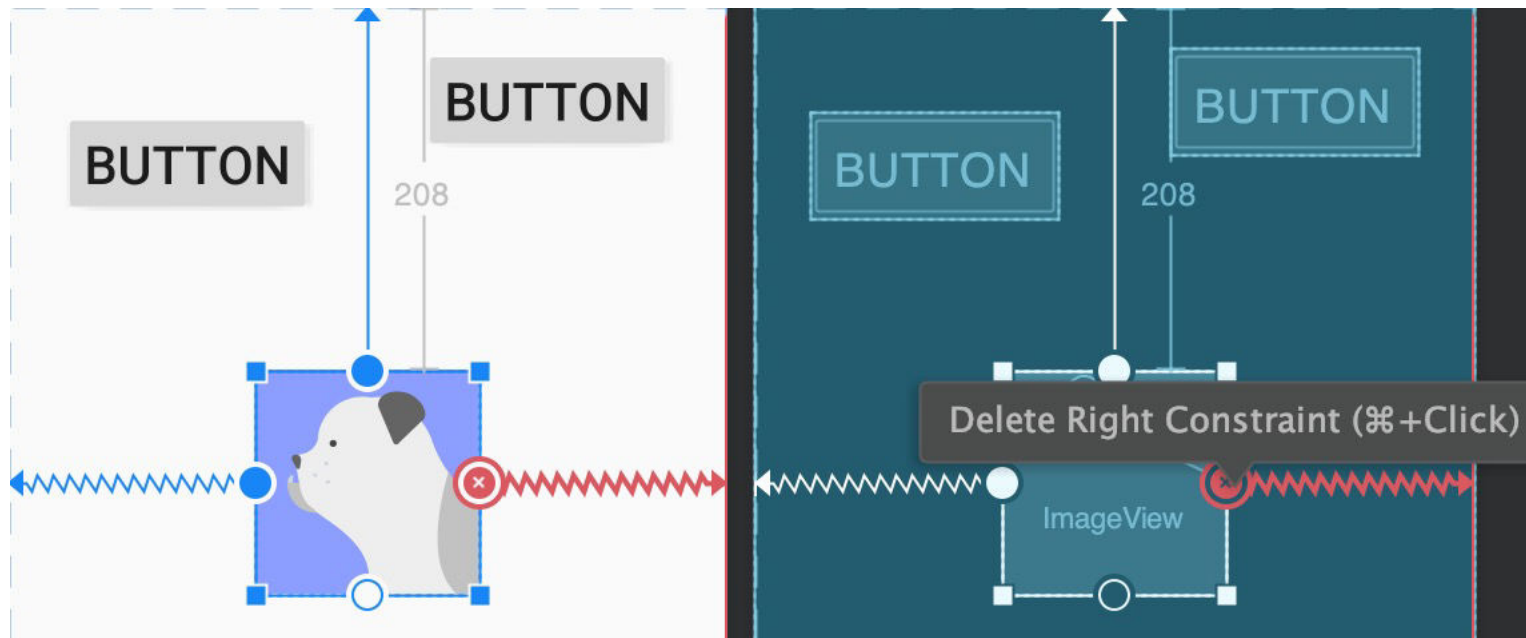 BUTTON
BUTTON
208
BUTTON
BUTTON
208
Delete Right Constraint (⌘+Click)
ImageView